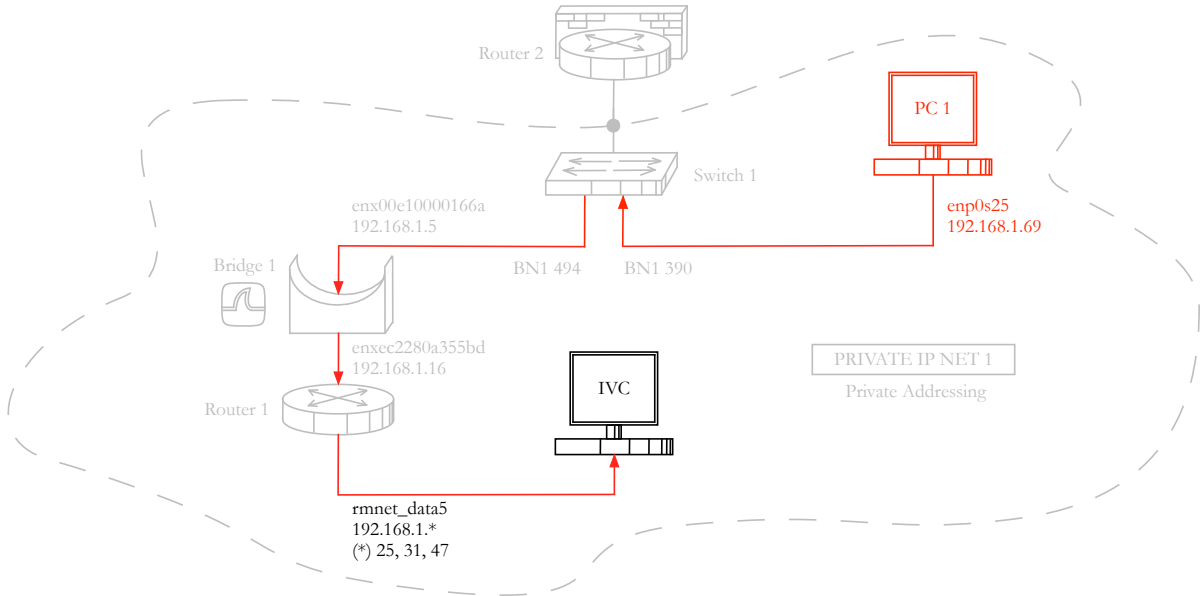 Router 2
PC 1
Switch 1
enx00e10000166a
192.168.1.5
enp0s25
192.168.1.69
Bridge 1
BN1 494
BN1 390
enxec2280a355bd
192.168.1.16
PRIVATE IP NET 1
Private Addressing
IVC
Router 1
rmnet_data5
192.168.1.*
(*) 25, 31, 47